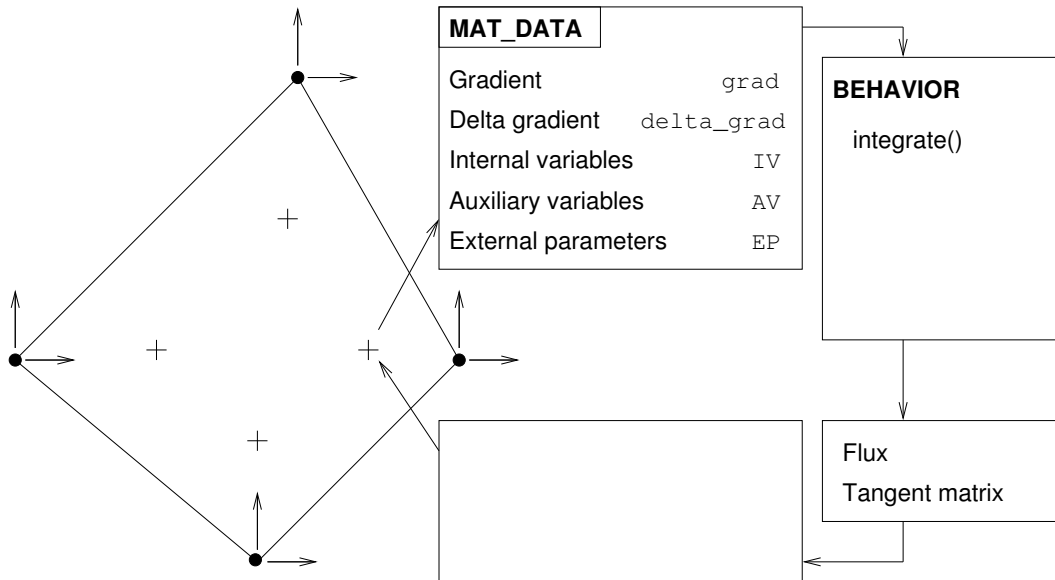 MAT_DATA
Gradient grad
Delta gradient delta_grad
Internal variables IV
Auxiliary variables AV
External parameters EP
BEHAVIOR
integrate()
Flux
Tangent matrix